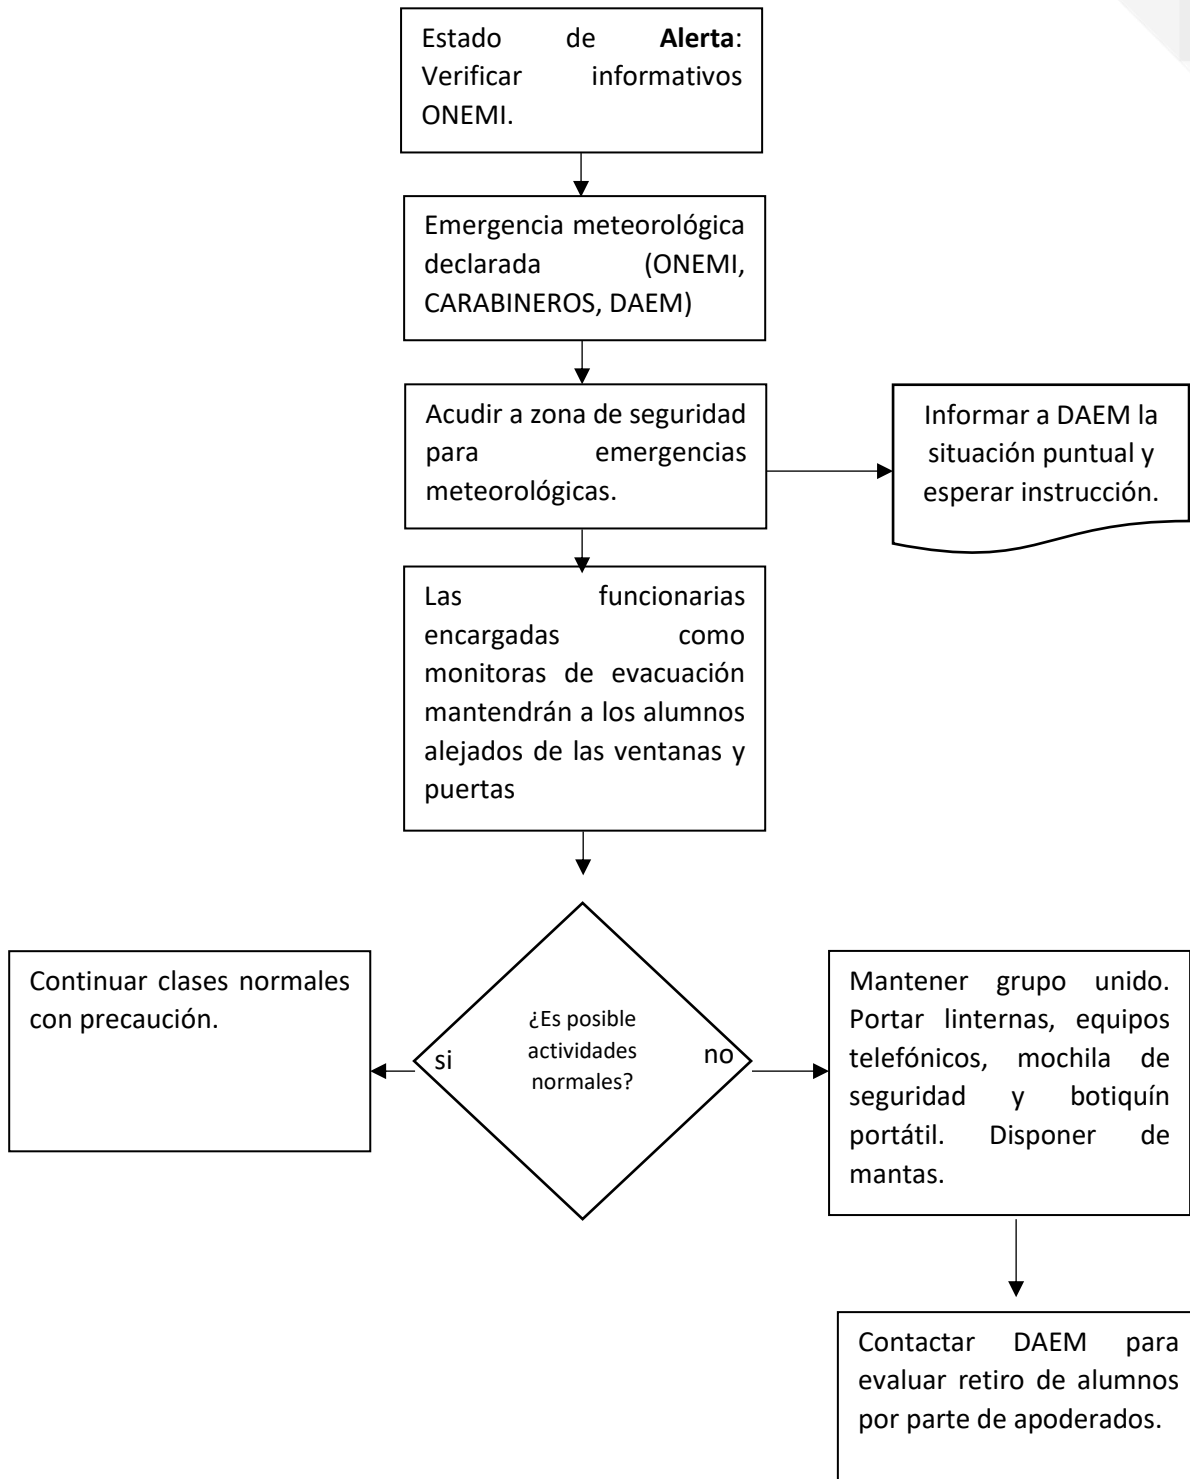 Estado de Alerta:
Verificar informativos
ONEMI.
Emergencia meteorológica
declarada (ONEMI,
CARABINEROS, DAEM)
Acudir a zona de seguridad
para emergencias
meteorológicas.
Informar a DAEM la
situación puntual y
esperar instrucción.
Las funcionarias
encargadas como
monitoras de evacuación
mantendrán a los alumnos
alejados de las ventanas y
puertas
Continuar clases normales
con precaución.
si
¿Es posible
actividades
normales?
no
Mantener grupo unido.
Portar linternas, equipos
telefónicos, mochila de
seguridad y botiquín
portátil. Disponer de
mantas.
Contactar DAEM para
evaluar retiro de alumnos
por parte de apoderados.